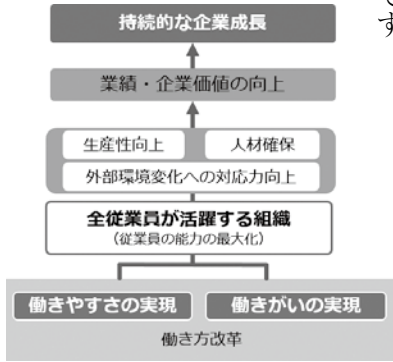 持続的な企業成長
業績・企業価値の向上
生産性向上
人材確保
外部環境変化への対応力向上
全従業員が活躍する組織
(従業員の能力の最大化)
働きやすさの実現
働きがいの実現
働き方改革
す